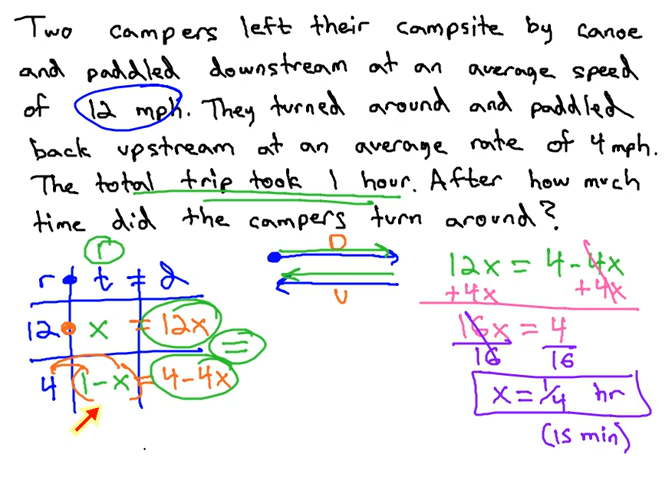 Two campers left their campsite by canoe
and paddled downstream at an average speed
of 12 mph. They turned around and paddled
back upstream at an average rate of 4 mph.
The total trip took 1 hour. After how much
time did the campers turn around?
1
r • t = d
12 • x = 12x
=
4 (1-x) = 4-4x
D
U
12x = 4-4x
+4x +4x
16x = 4
16 16
x = 1/4 hr
(15 min)